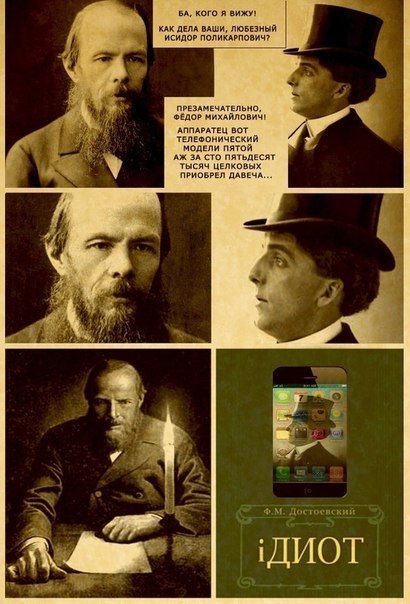 БА, КОГО Я ВИЖУ!
КАК ДЕЛА ВАШИ, ЛЮБЕЗНЫЙ
ИСИДОР ПОЛИКАРПОВИЧ?
ПРЕЗАМЕЧАТЕЛЬНО,
ФЁДОР МИХАЙЛОВИЧ!
АППАРАТЕЦ ВОТ
ТЕЛЕФОНИЧЕСКИЙ
МОДЕЛИ ПЯТОЙ
АЖ ЗА СТО ПЯТЬДЕСЯТ
ТЫСЯЧ ЦЕЛКОВЫХ
ПРИОБРЕЛ ДАВЕЧА...
Ф.М. Достоевский
iДИОТ